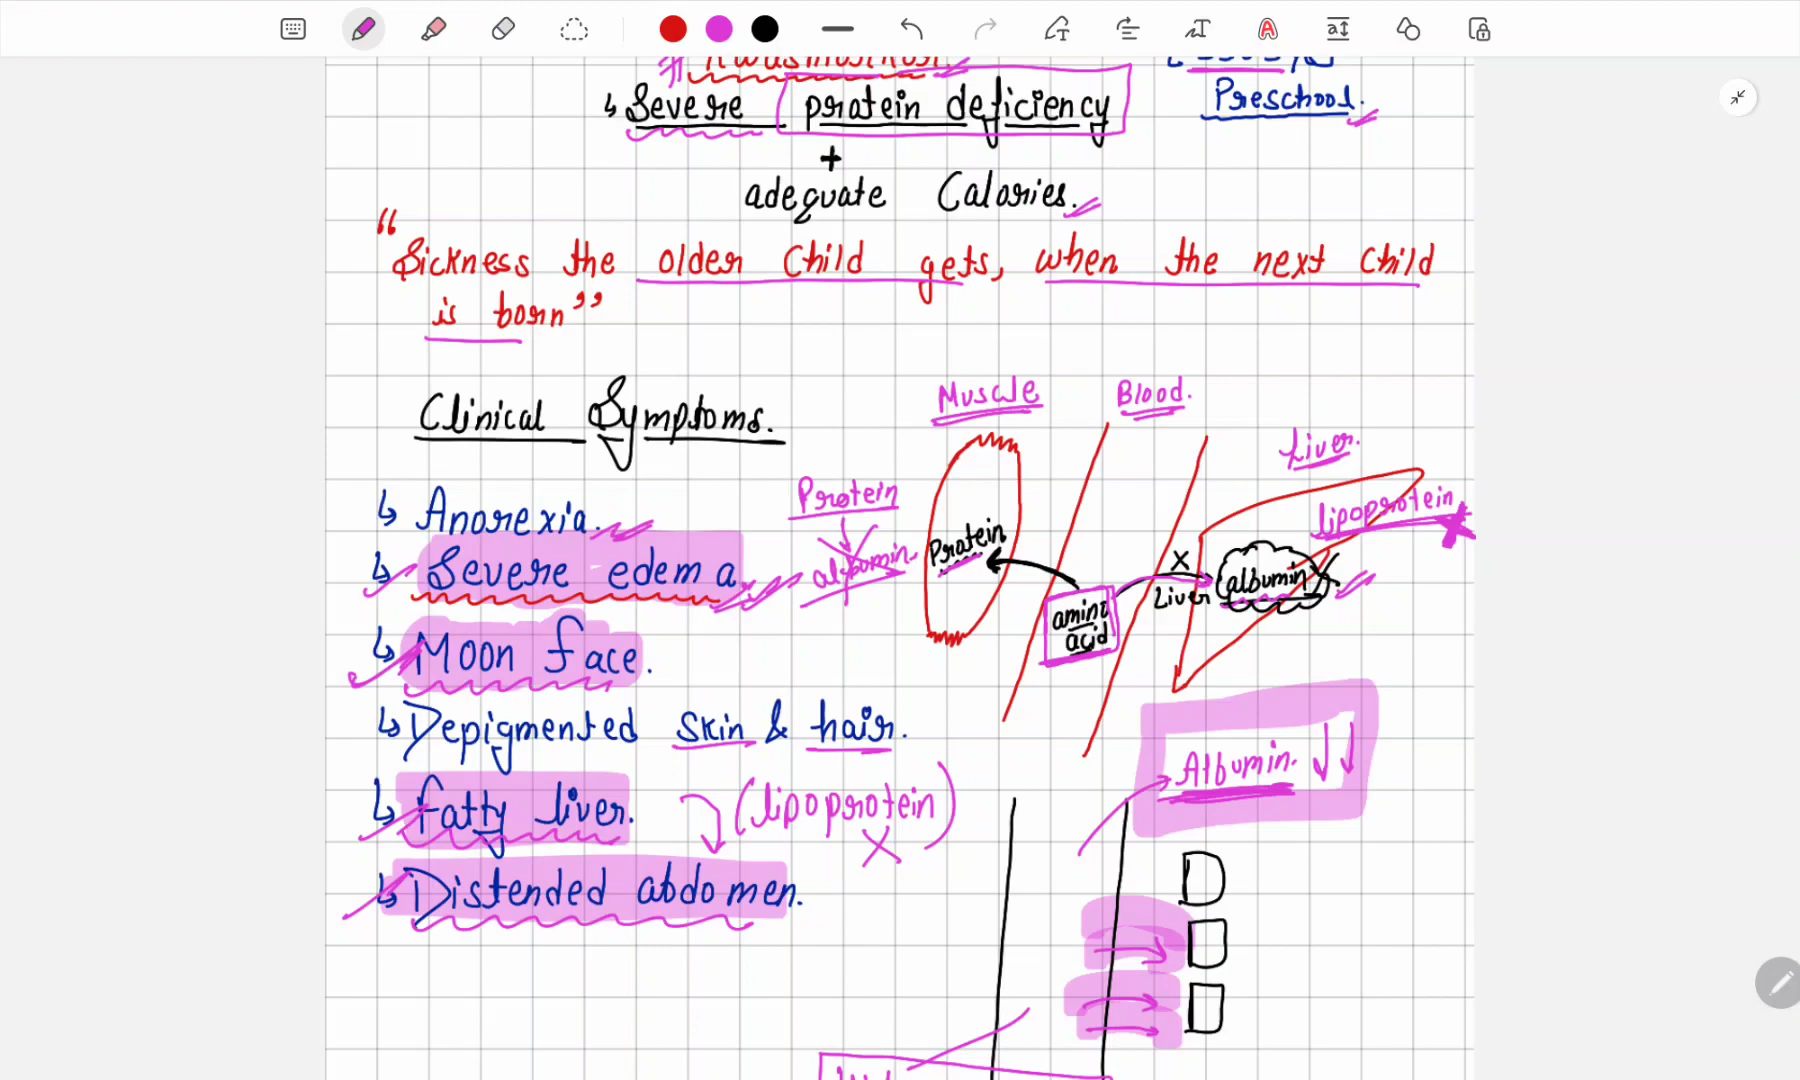 Kwashiorkor.
↳ Severe protein deficiency
Preschool.
+
adequate Calories.
"Sickness the older Child gets, when the next child
is born"
Clinical Symptoms.
Muscle
Blood.
Liver.
↳ Anorexia.
Protein
lipoprotein
↳ Severe edema
albumin.
Protein
X
albumin
Liver
amino
acid
↳ Moon face.
↳ Depigmented skin & hair.
Albumin. ↓↓
↳ fatty liver.
(lipoprotein)
X
↳ Distended abdomen.